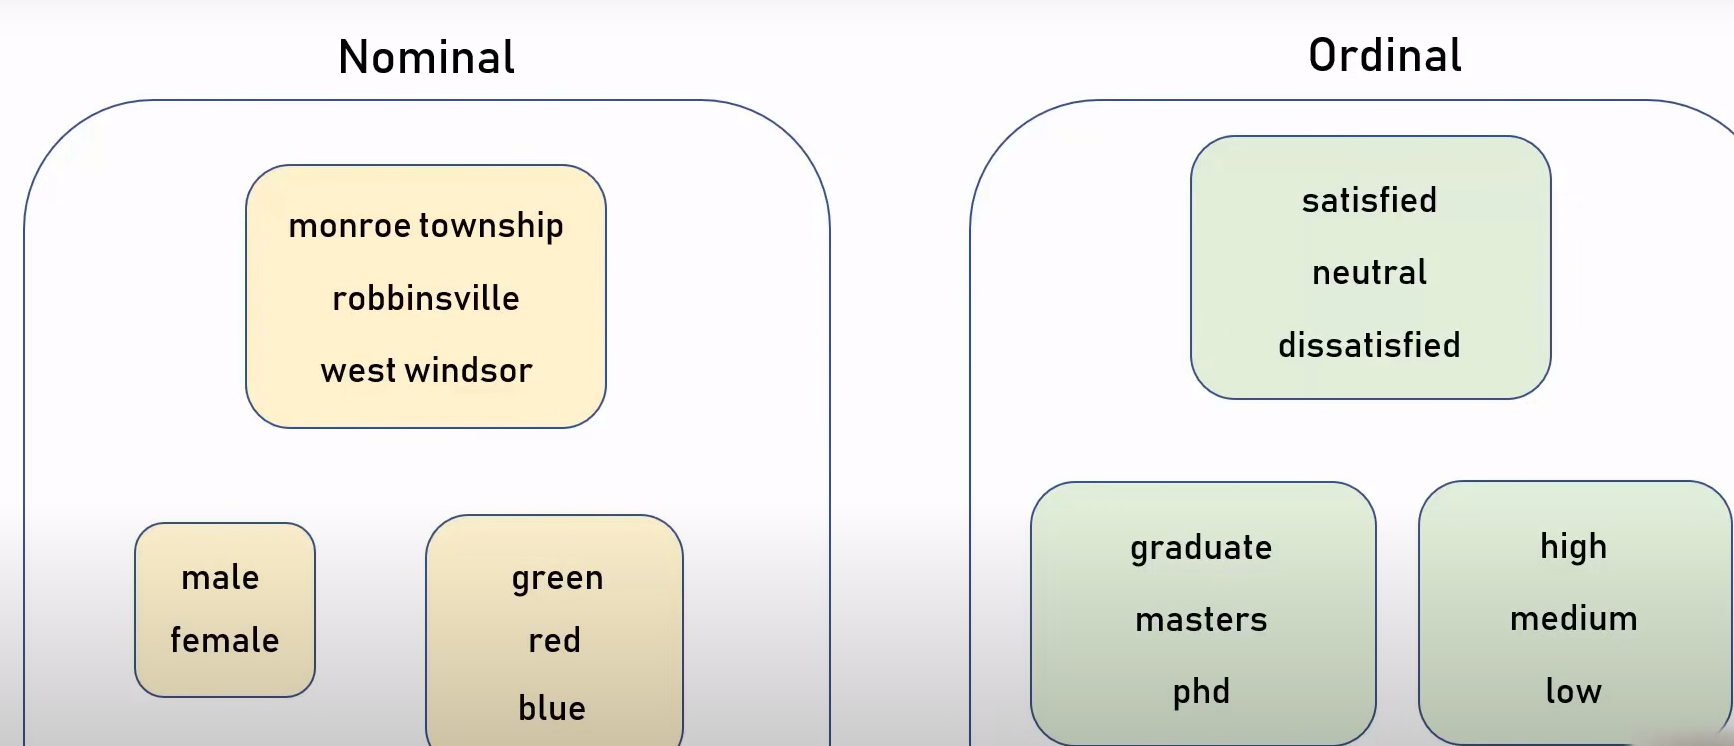 Nominal
monroe township
robbinsville
west windsor
male
female
green
red
blue
Ordinal
satisfied
neutral
dissatisfied
graduate
masters
phd
high
medium
low